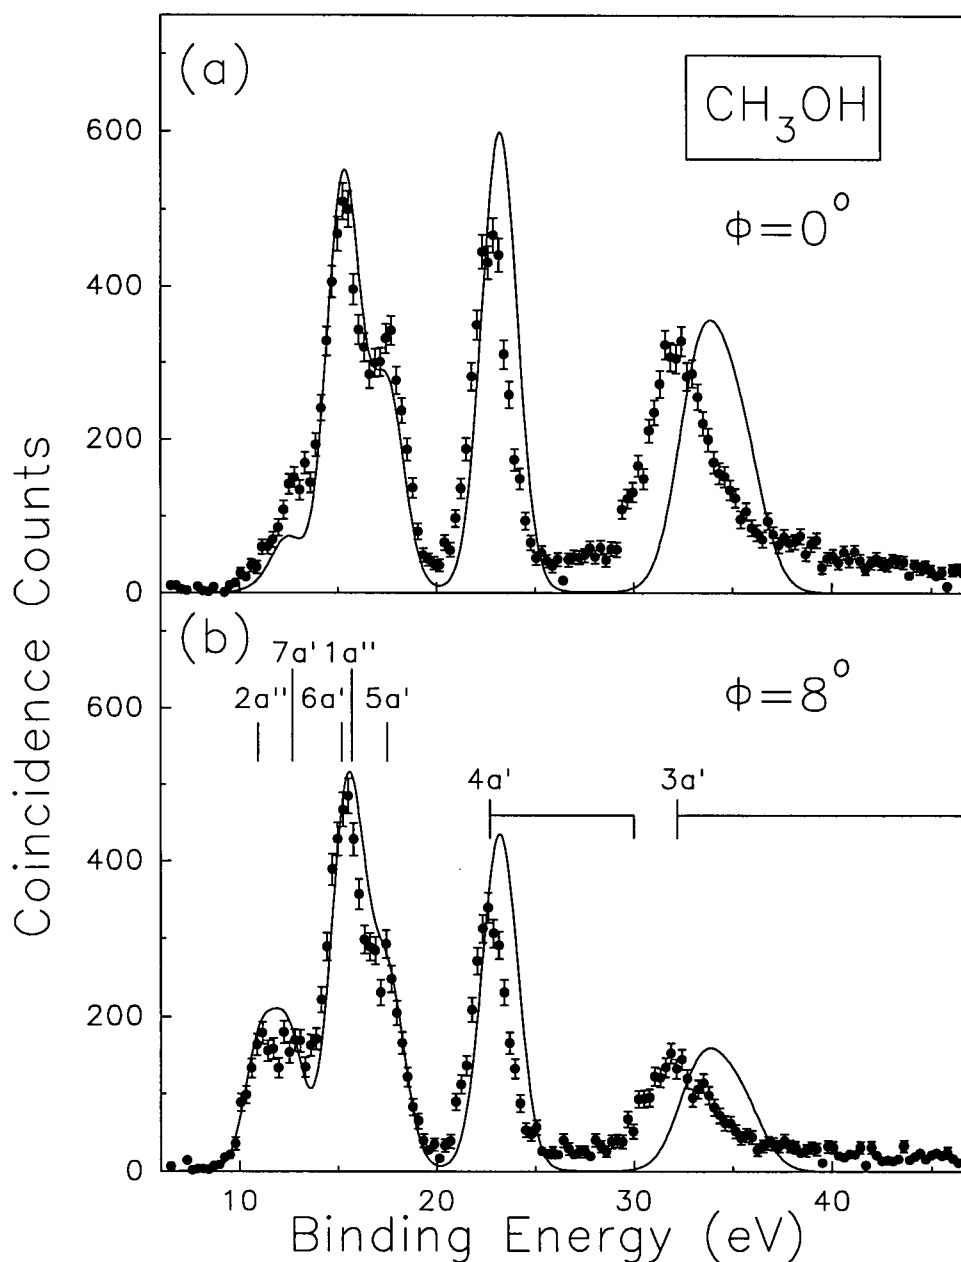 (a)
CH₃OH
600
ϕ=0°
400
200
0
(b)
7a' 1a''
2a'' 6a' 5a'
ϕ=8°
600
4a' 3a'
400
200
0
10 20 30 40
Binding Energy (eV)
Coincidence Counts